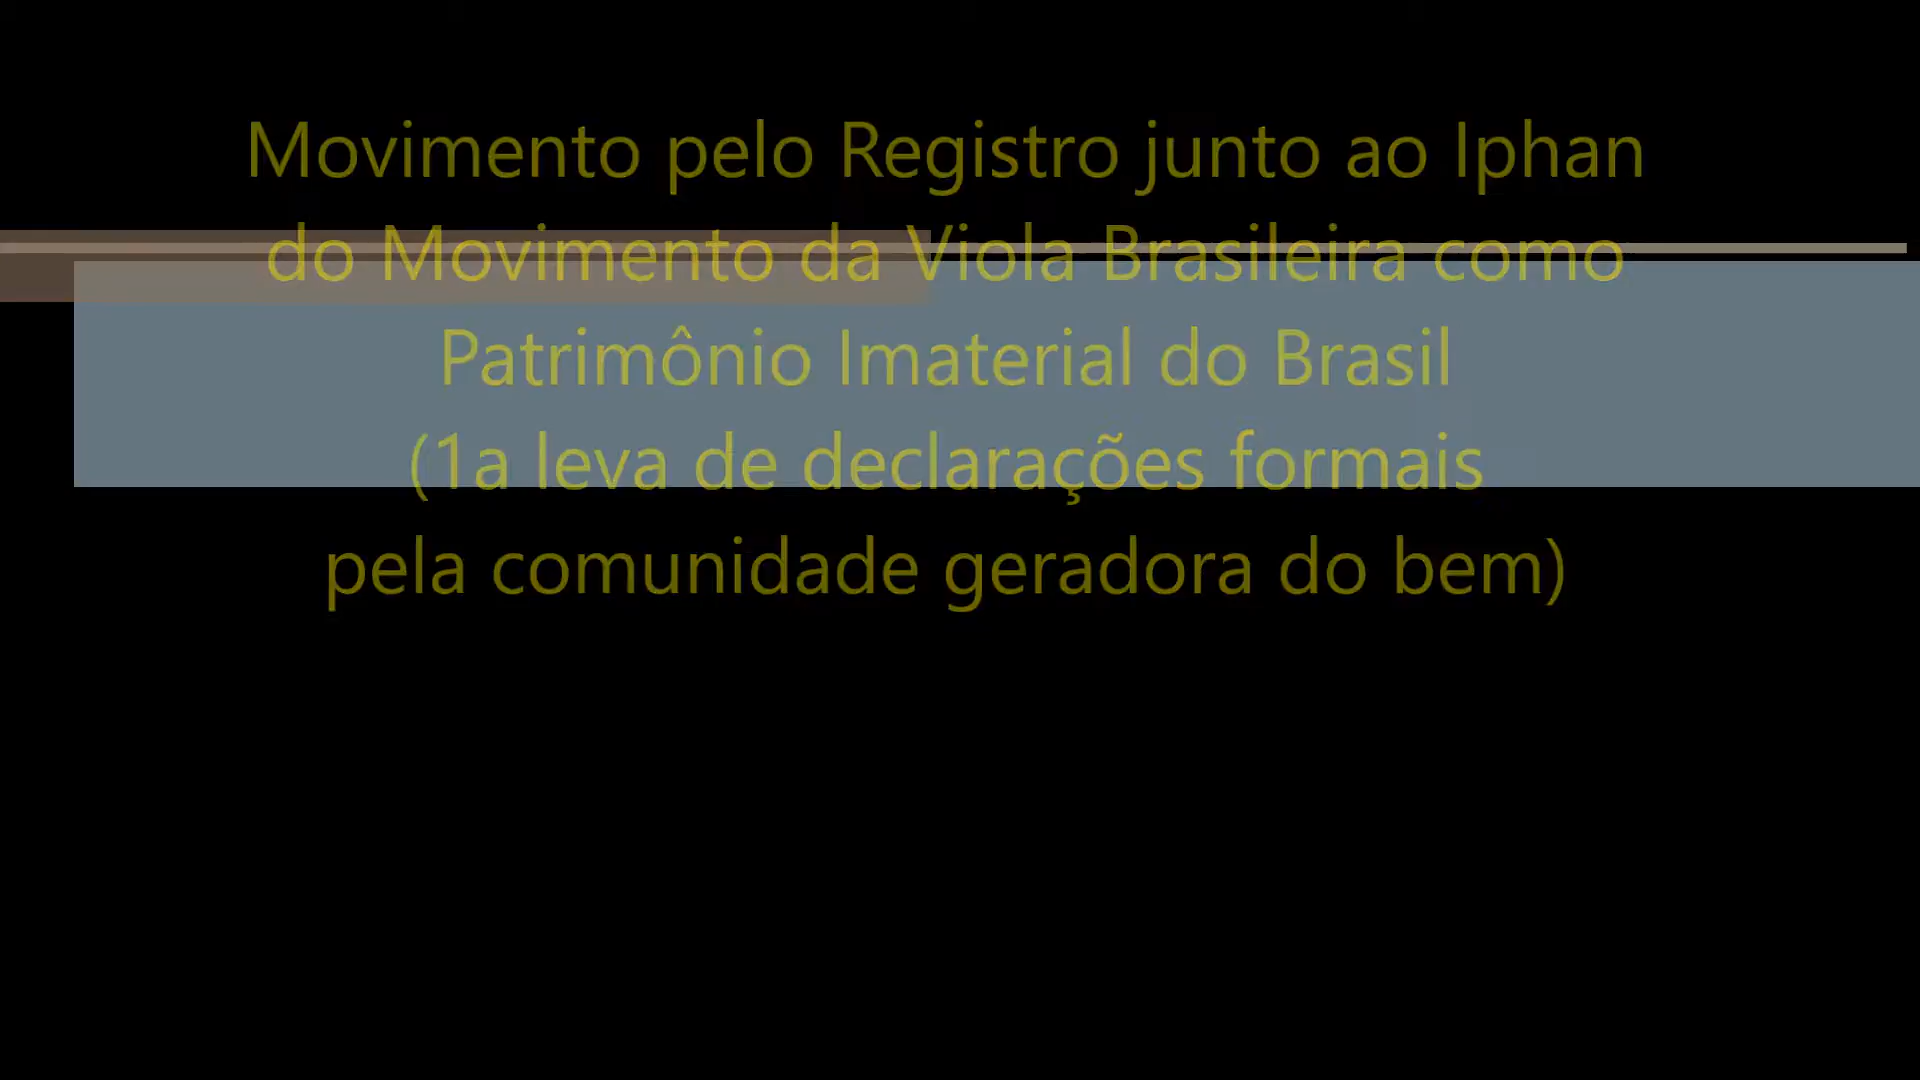 Movimento pelo Registro junto ao Iphan
do Movimento da Viola Brasileira como
Patrimônio Imaterial do Brasil
(1a leva de declarações formais
pela comunidade geradora do bem)